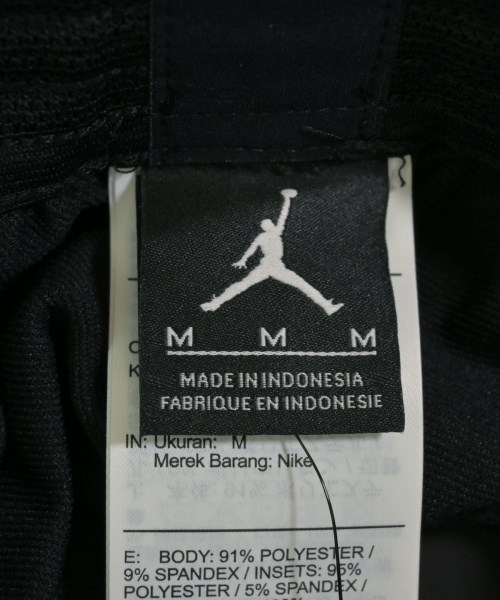 M M M
MADE IN INDONESIA
FABRIQUE EN INDONESIE
IN: Ukuran: M
Merek Barang: Nike
E: BODY: 91% POLYESTER /
9% SPANDEX / INSETS: 95%
POLYESTER / 5% SPANDEX /